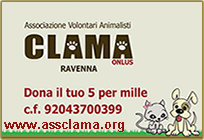 Associazione Volontari Animalisti
CLAMA
ONLUS
RAVENNA
Dona il tuo 5 per mille
c.f. 92043700399
www.assclama.org